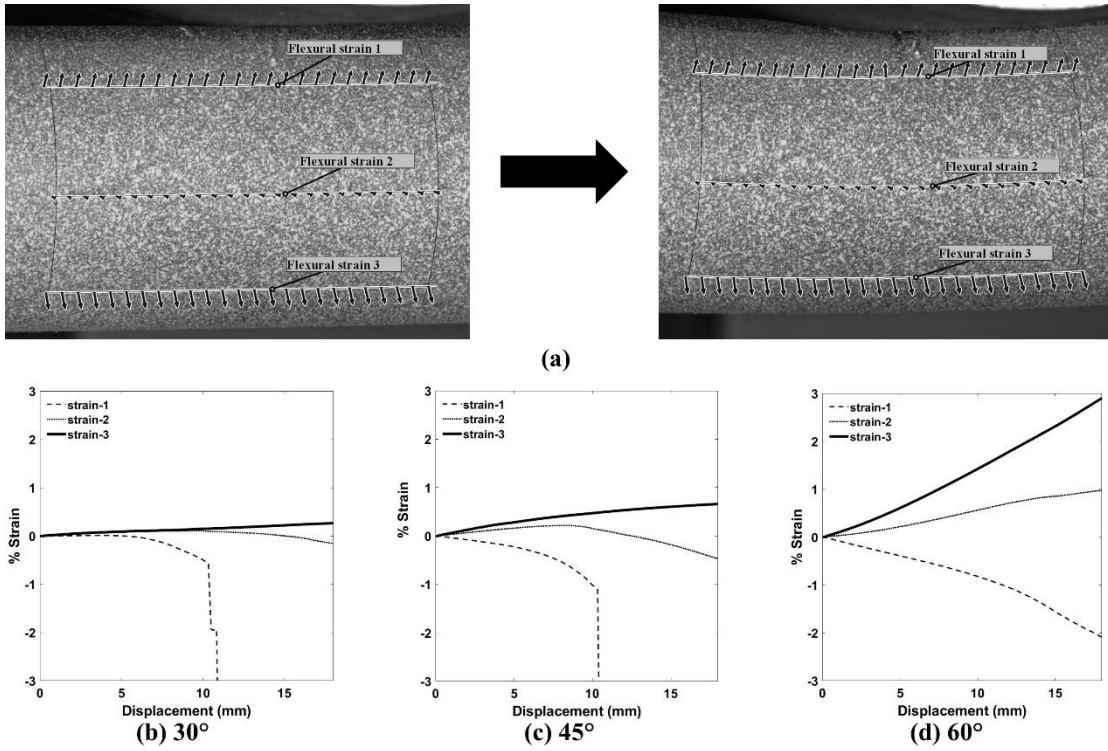 Flexural strain 1
Flexural strain 1
Flexural strain 2
Flexural strain 2
Flexural strain 3
Flexural strain 3
(a)
3
2
1
0
-1
-2
-3
% Strain
strain-1
strain-2
strain-3
0 5 10 15
Displacement (mm)
(b) 30°
3
2
1
0
-1
-2
-3
% Strain
strain-1
strain-2
strain-3
0 5 10 15
Displacement (mm)
(c) 45°
3
2
1
0
-1
-2
-3
% Strain
strain-1
strain-2
strain-3
0 5 10 15
Displacement (mm)
(d) 60°